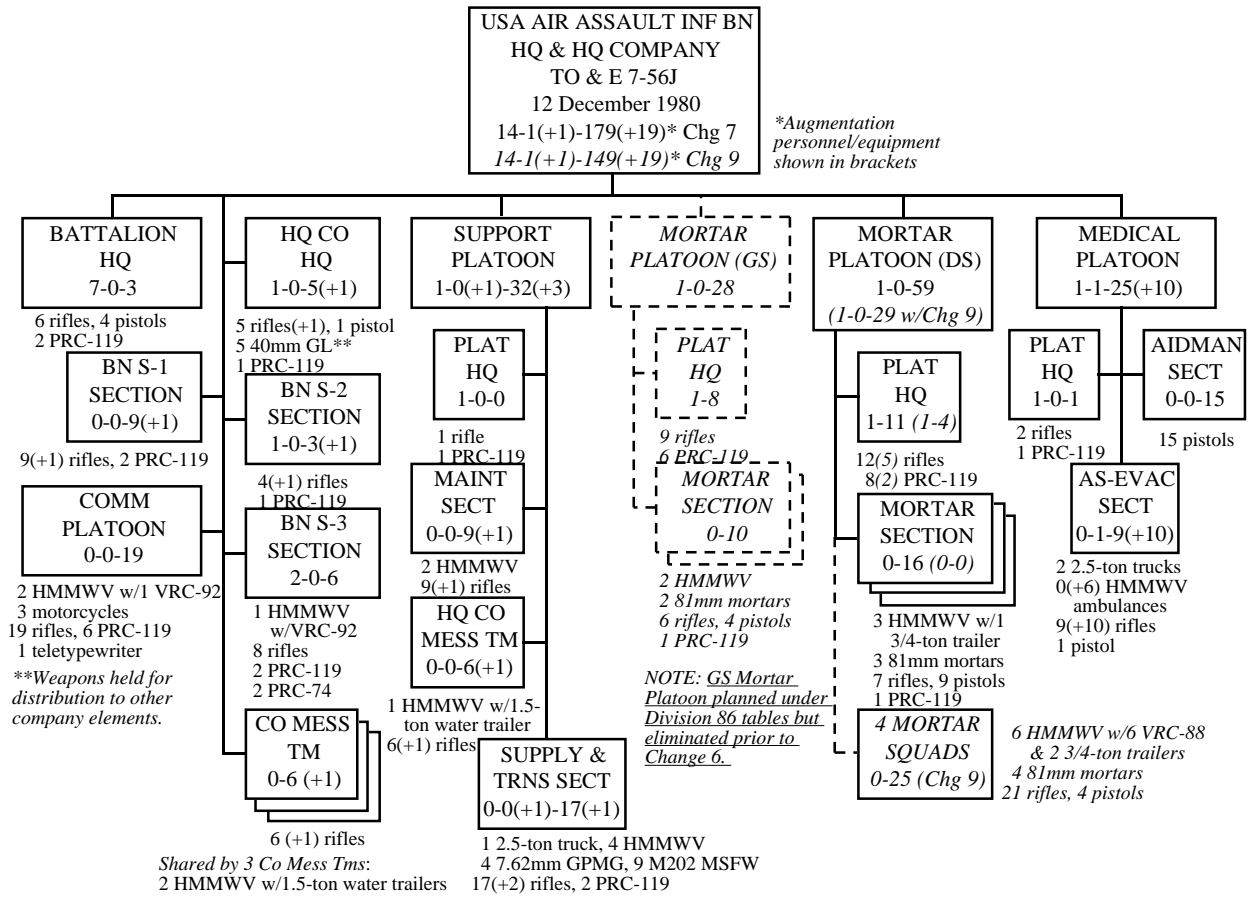 USA AIR ASSAULT INF BN
HQ & HQ COMPANY
TO & E 7-56J
12 December 1980
14-1(+1)-179(+19)* Chg 7
14-1(+1)-149(+19)* Chg 9
*Augmentation
personnel/equipment
shown in brackets
BATTALION
HQ
7-0-3
6 rifles, 4 pistols
2 PRC-119
HQ CO
HQ
1-0-5(+1)
5 rifles(+1), 1 pistol
5 40mm GL**
1 PRC-119
BN S-1
SECTION
0-0-9(+1)
9(+1) rifles, 2 PRC-119
BN S-2
SECTION
1-0-3(+1)
4(+1) rifles
1 PRC-119
COMM
PLATOON
0-0-19
2 HMMWV w/1 VRC-92
3 motorcycles
19 rifles, 6 PRC-119
1 teletypewriter
**Weapons held for
distribution to other
company elements.
BN S-3
SECTION
2-0-6
1 HMMWV
w/VRC-92
8 rifles
2 PRC-119
2 PRC-74
CO MESS
TM
0-6 (+1)
6 (+1) rifles
Shared by 3 Co Mess Tms:
2 HMMWV w/1.5-ton water trailers
SUPPORT
PLATOON
1-0(+1)-32(+3)
PLAT
HQ
1-0-0
1 rifle
1 PRC-119
MAINT
SECT
0-0-9(+1)
2 HMMWV
9(+1) rifles
HQ CO
MESS TM
0-0-6(+1)
1 HMMWV w/1.5-
ton water trailer
6(+1) rifles
SUPPLY &
TRNS SECT
0-0(+1)-17(+1)
1 2.5-ton truck, 4 HMMWV
4 7.62mm GPMG, 9 M202 MSFW
17(+2) rifles, 2 PRC-119
MORTAR
PLATOON (GS)
1-0-28
PLAT
HQ
1-8
9 rifles
6 PRC-119
MORTAR
SECTION
0-10
2 HMMWV
2 81mm mortars
6 rifles, 4 pistols
1 PRC-119
NOTE: GS Mortar
Platoon planned under
Division 86 tables but
eliminated prior to
Change 6.
MORTAR
PLATOON (DS)
1-0-59
(1-0-29 w/Chg 9)
PLAT
HQ
1-11 (1-4)
12(5) rifles
8(2) PRC-119
MORTAR
SECTION
0-16 (0-0)
3 HMMWV w/1
3/4-ton trailer
3 81mm mortars
7 rifles, 9 pistols
1 PRC-119
4 MORTAR
SQUADS
0-25 (Chg 9)
6 HMMWV w/6 VRC-88
& 2 3/4-ton trailers
4 81mm mortars
21 rifles, 4 pistols
MEDICAL
PLATOON
1-1-25(+10)
PLAT
HQ
1-0-1
2 rifles
1 PRC-119
AIDMAN
SECT
0-0-15
15 pistols
AS-EVAC
SECT
0-1-9(+10)
2 2.5-ton trucks
0(+6) HMMWV
ambulances
9(+10) rifles
1 pistol